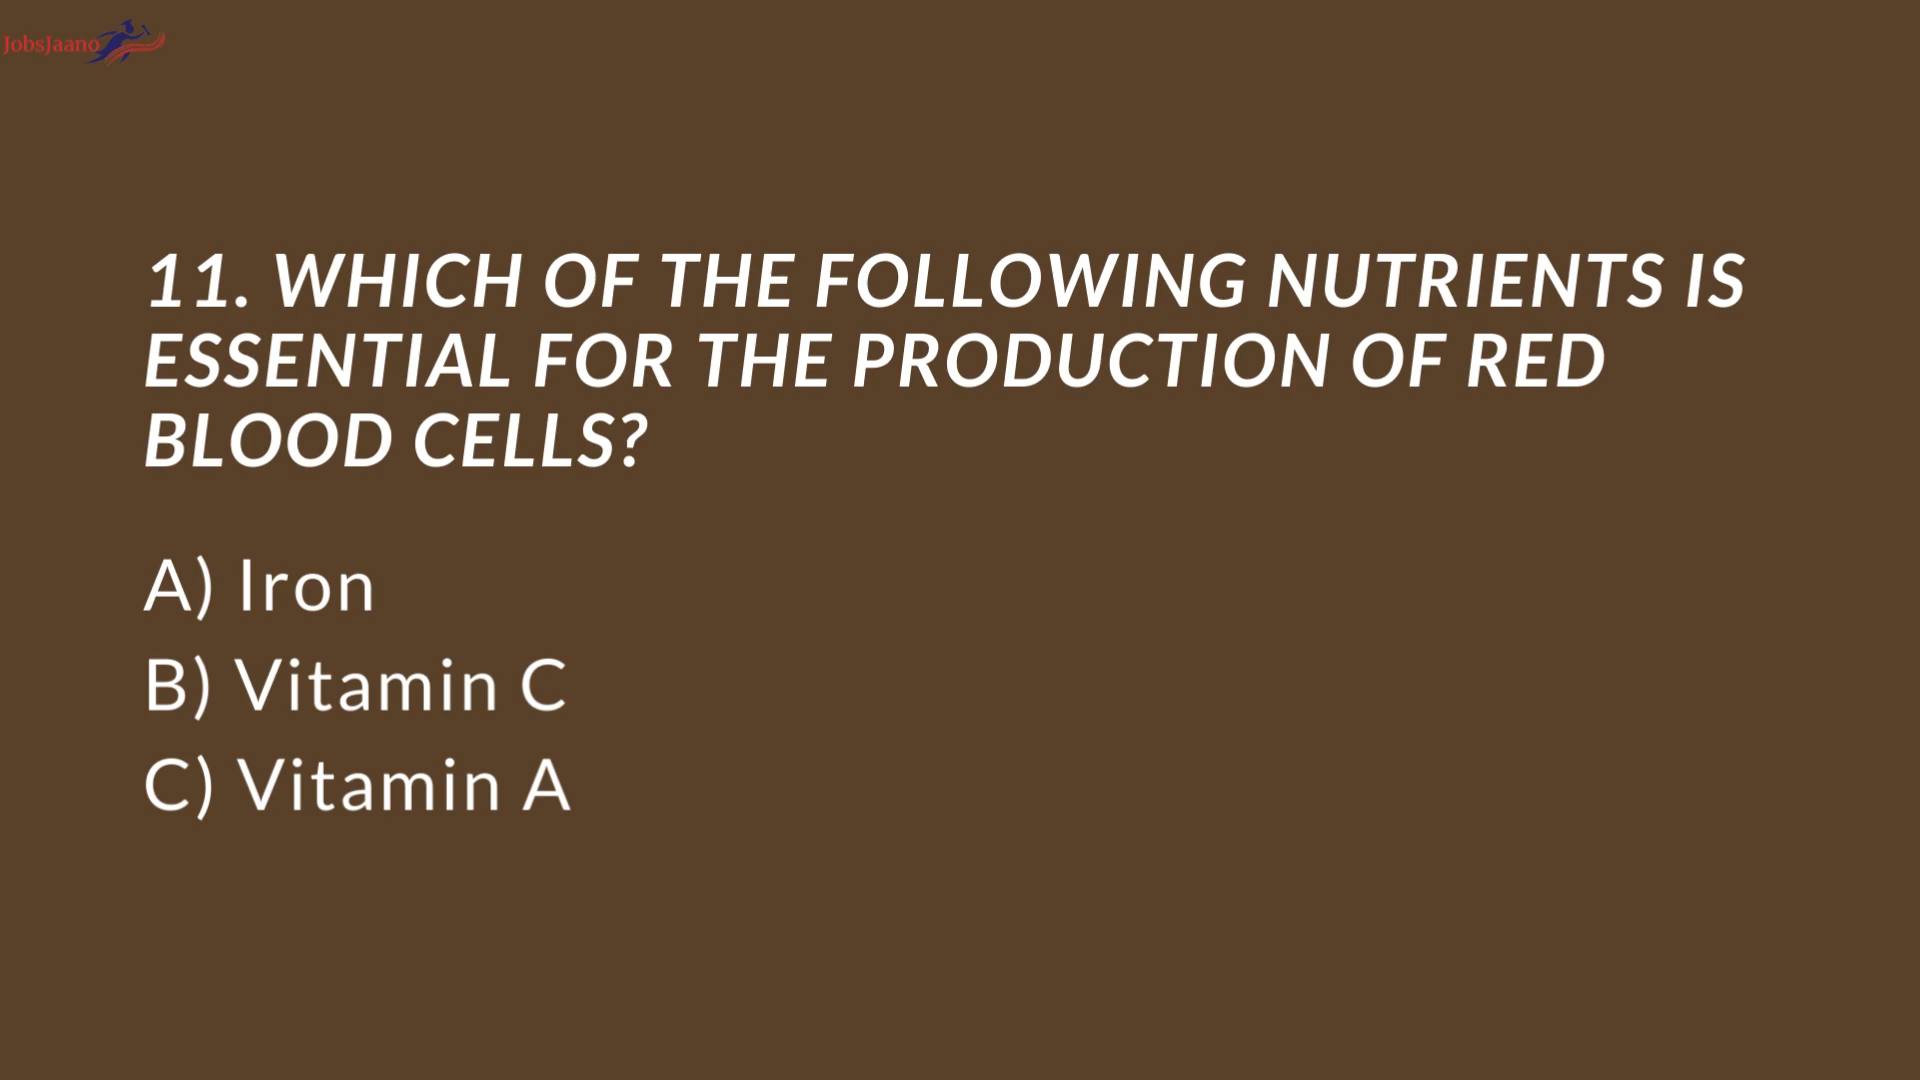 JobsJaano
11. WHICH OF THE FOLLOWING NUTRIENTS IS
ESSENTIAL FOR THE PRODUCTION OF RED
BLOOD CELLS?
A) Iron
B) Vitamin C
C) Vitamin A